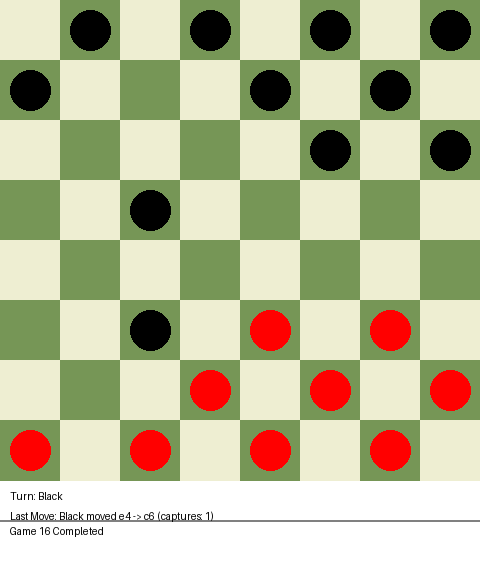 Turn: Black
Last Move: Black moved e4 -> c6 (captures: 1)
Game 16 Completed